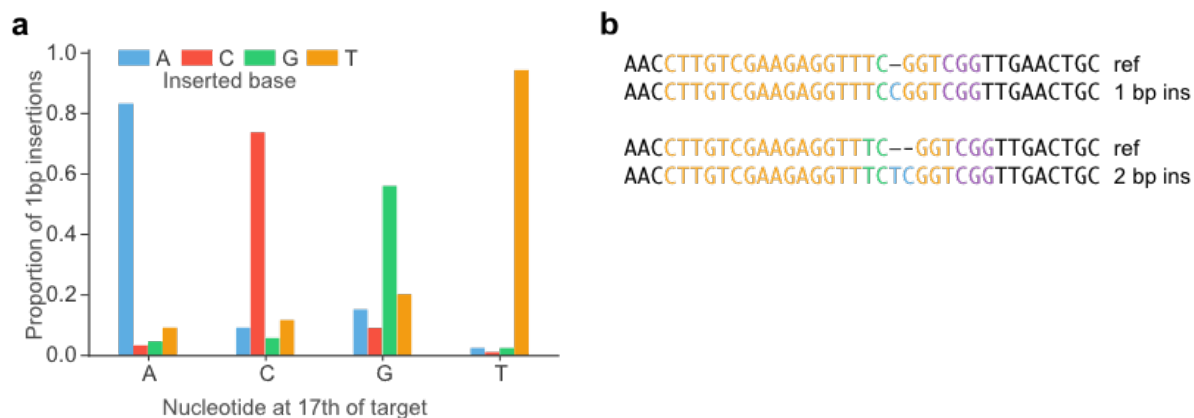 a
b
1.0
0.8
0.6
0.4
0.2
0.0
Proportion of 1bp insertions
A C G T
Inserted base
A C G T
Nucleotide at 17th of target
AACCTTGTCGAAGAGGTTTC-GGTCGGTTGAACTGC ref
AACCTTGTCGAAGAGGTTTCCGGTCGGTTGAACTGC 1 bp ins
AACCTTGTCGAAGAGGTTTC--GGTCGGTTGACTGC ref
AACCTTGTCGAAGAGGTTTCTCGGTCGGTTGACTGC 2 bp ins